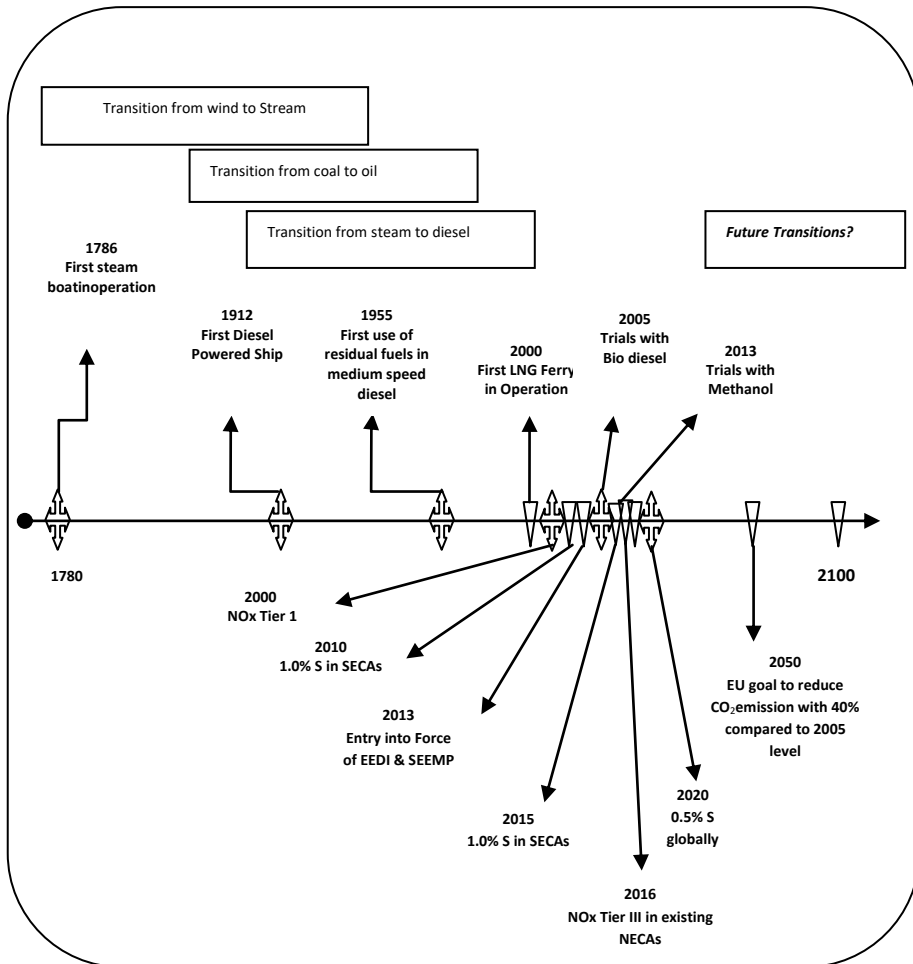 Transition from wind to Stream
Transition from coal to oil
Transition from steam to diesel
Future Transitions?
1786
First steam
boatinoperation
1912
First Diesel
Powered Ship
1955
First use of
residual fuels in
medium speed
diesel
2000
First LNG Ferry
in Operation
2005
Trials with
Bio diesel
2013
Trials with
Methanol
1780
2100
2000
NOx Tier 1
2010
1.0% S in SECAs
2013
Entry into Force
of EEDI & SEEMP
2015
1.0% S in SECAs
2016
NOx Tier III in existing
NECAs
2020
0.5% S
globally
2050
EU goal to reduce
CO₂emission with 40%
compared to 2005
level